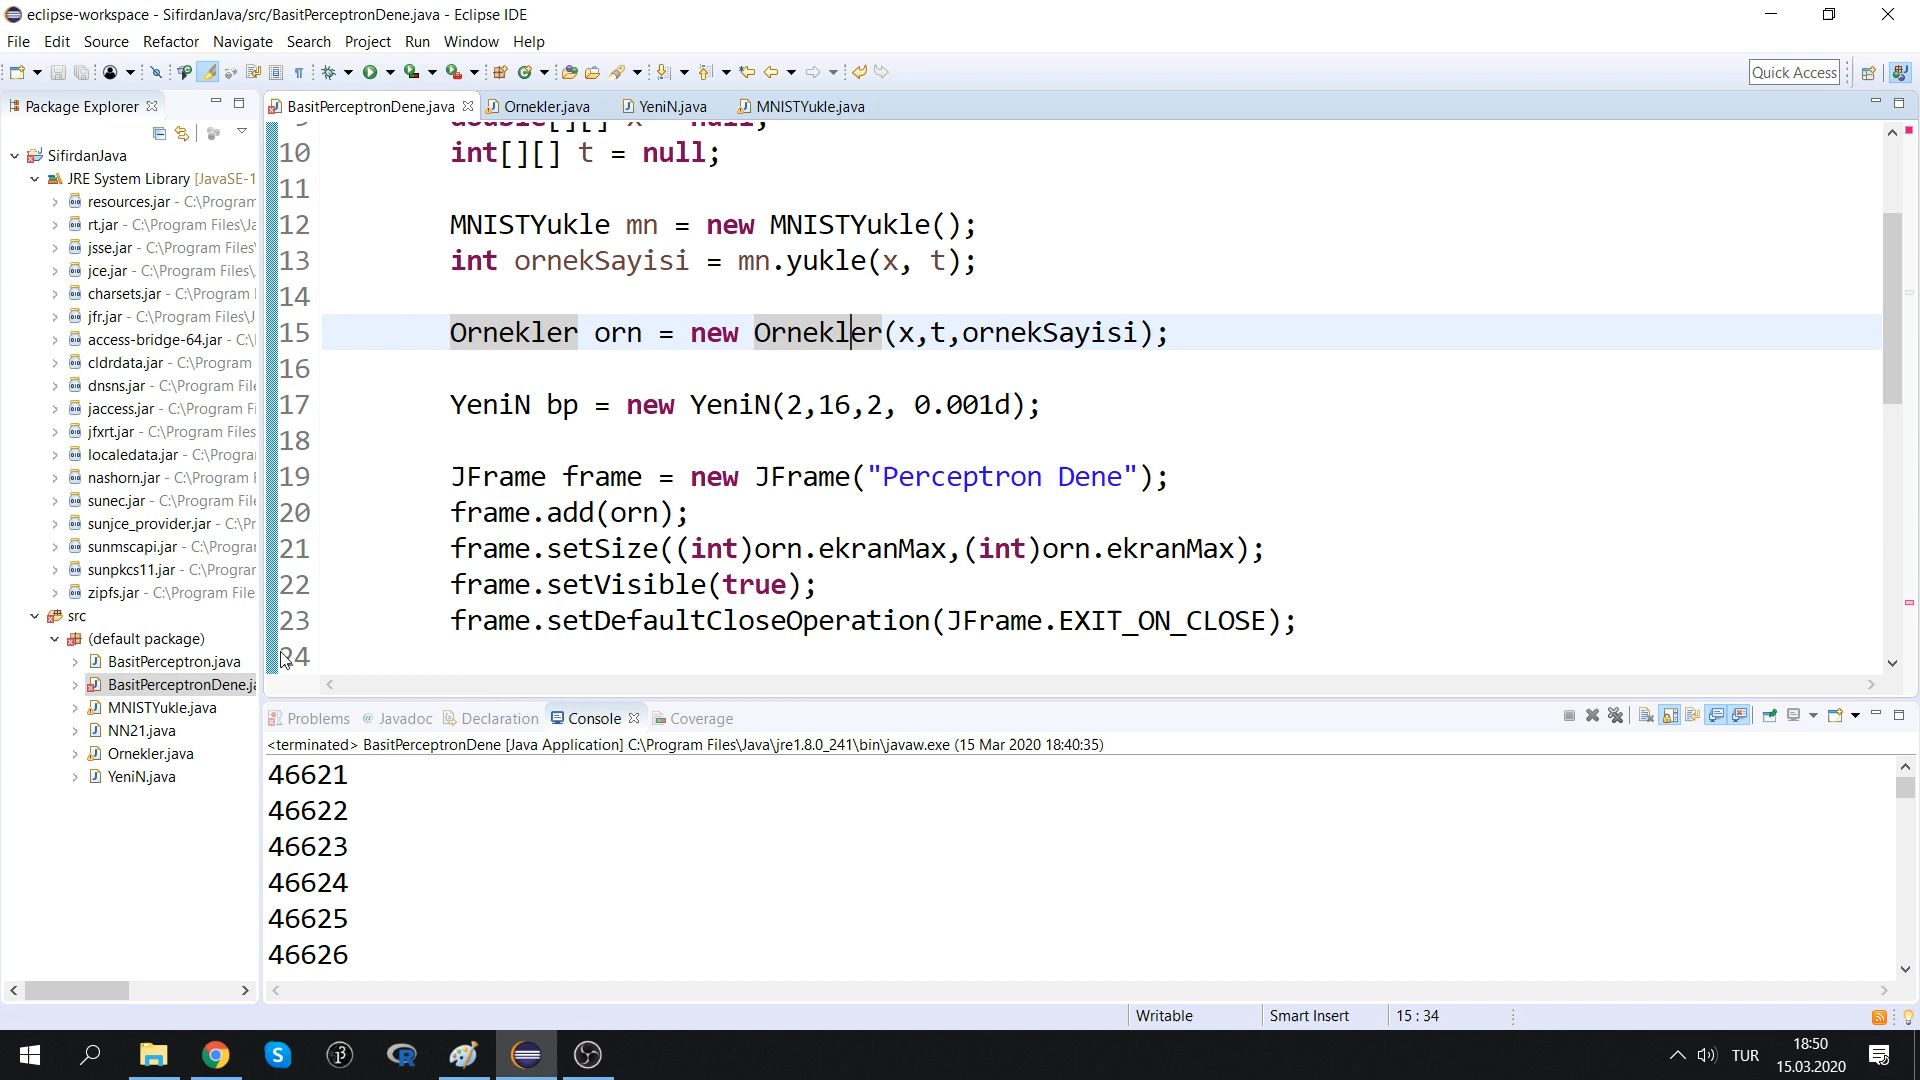 eclipse-workspace - SifirdanJava/src/BasitPerceptronDene.java - Eclipse IDE
File Edit Source Refactor Navigate Search Project Run Window Help
Quick Access
Package Explorer
BasitPerceptronDene.java Ornekler.java YeniN.java MNISTYukle.java
SifirdanJava
JRE System Library [JavaSE-1
resources.jar - C:\Program
rt.jar - C:\Program Files\Ja
jsse.jar - C:\Program Files\
jce.jar - C:\Program Files\
charsets.jar - C:\Program
jfr.jar - C:\Program Files\J
access-bridge-64.jar - C:\
cldrdata.jar - C:\Program
dnsns.jar - C:\Program File
jaccess.jar - C:\Program Fi
jfxrt.jar - C:\Program Files
localedata.jar - C:\Progra
nashorn.jar - C:\Program
sunec.jar - C:\Program File
sunjce_provider.jar - C:\Pr
sunmscapi.jar - C:\Progra
sunpkcs11.jar - C:\Progra
zipfs.jar - C:\Program File
src
(default package)
BasitPerceptron.java
BasitPerceptronDene.ja
MNISTYukle.java
NN21.java
Ornekler.java
YeniN.java
9 double[][] x = null;
10 int[][] t = null;
11
12 MNISTYukle mn = new MNISTYukle();
13 int ornekSayisi = mn.yukle(x, t);
14
15 Ornekler orn = new Ornekler(x,t,ornekSayisi);
16
17 YeniN bp = new YeniN(2,16,2, 0.001d);
18
19 JFrame frame = new JFrame("Perceptron Dene");
20 frame.add(orn);
21 frame.setSize((int)orn.ekranMax,(int)orn.ekranMax);
22 frame.setVisible(true);
23 frame.setDefaultCloseOperation(JFrame.EXIT_ON_CLOSE);
24
Problems Javadoc Declaration Console Coverage
<terminated> BasitPerceptronDene [Java Application] C:\Program Files\Java\jre1.8.0_241\bin\javaw.exe (15 Mar 2020 18:40:35)
46621
46622
46623
46624
46625
46626
Writable Smart Insert 15 : 34
TUR
18:50
15.03.2020